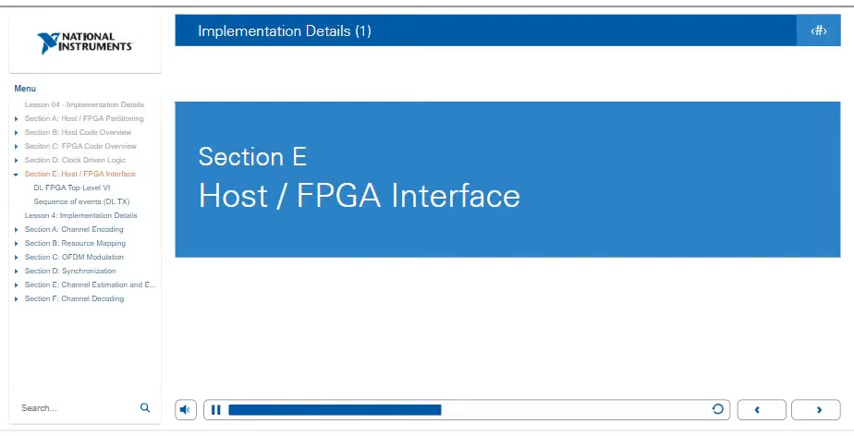 NATIONAL
INSTRUMENTS
Implementation Details (1)
‹#›
Menu
Lesson 04 - Implementation Details
Section A: Host / FPGA Partitioning
Section B: Host Code Overview
Seciton C: FPGA Code Overview
Section D: Clock Driven Logic
Section E: Host / FPGA Interface
DL FPGA Top-Level VI
Sequence of events (DL TX)
Lesson 4: Implementation Details
Section A: Channel Encoding
Section B: Resource Mapping
Section C: OFDM Modulation
Section D: Synchronization
Section E: Channel Estimation and E...
Section F: Channel Decoding
Section E
Host / FPGA Interface
Search...